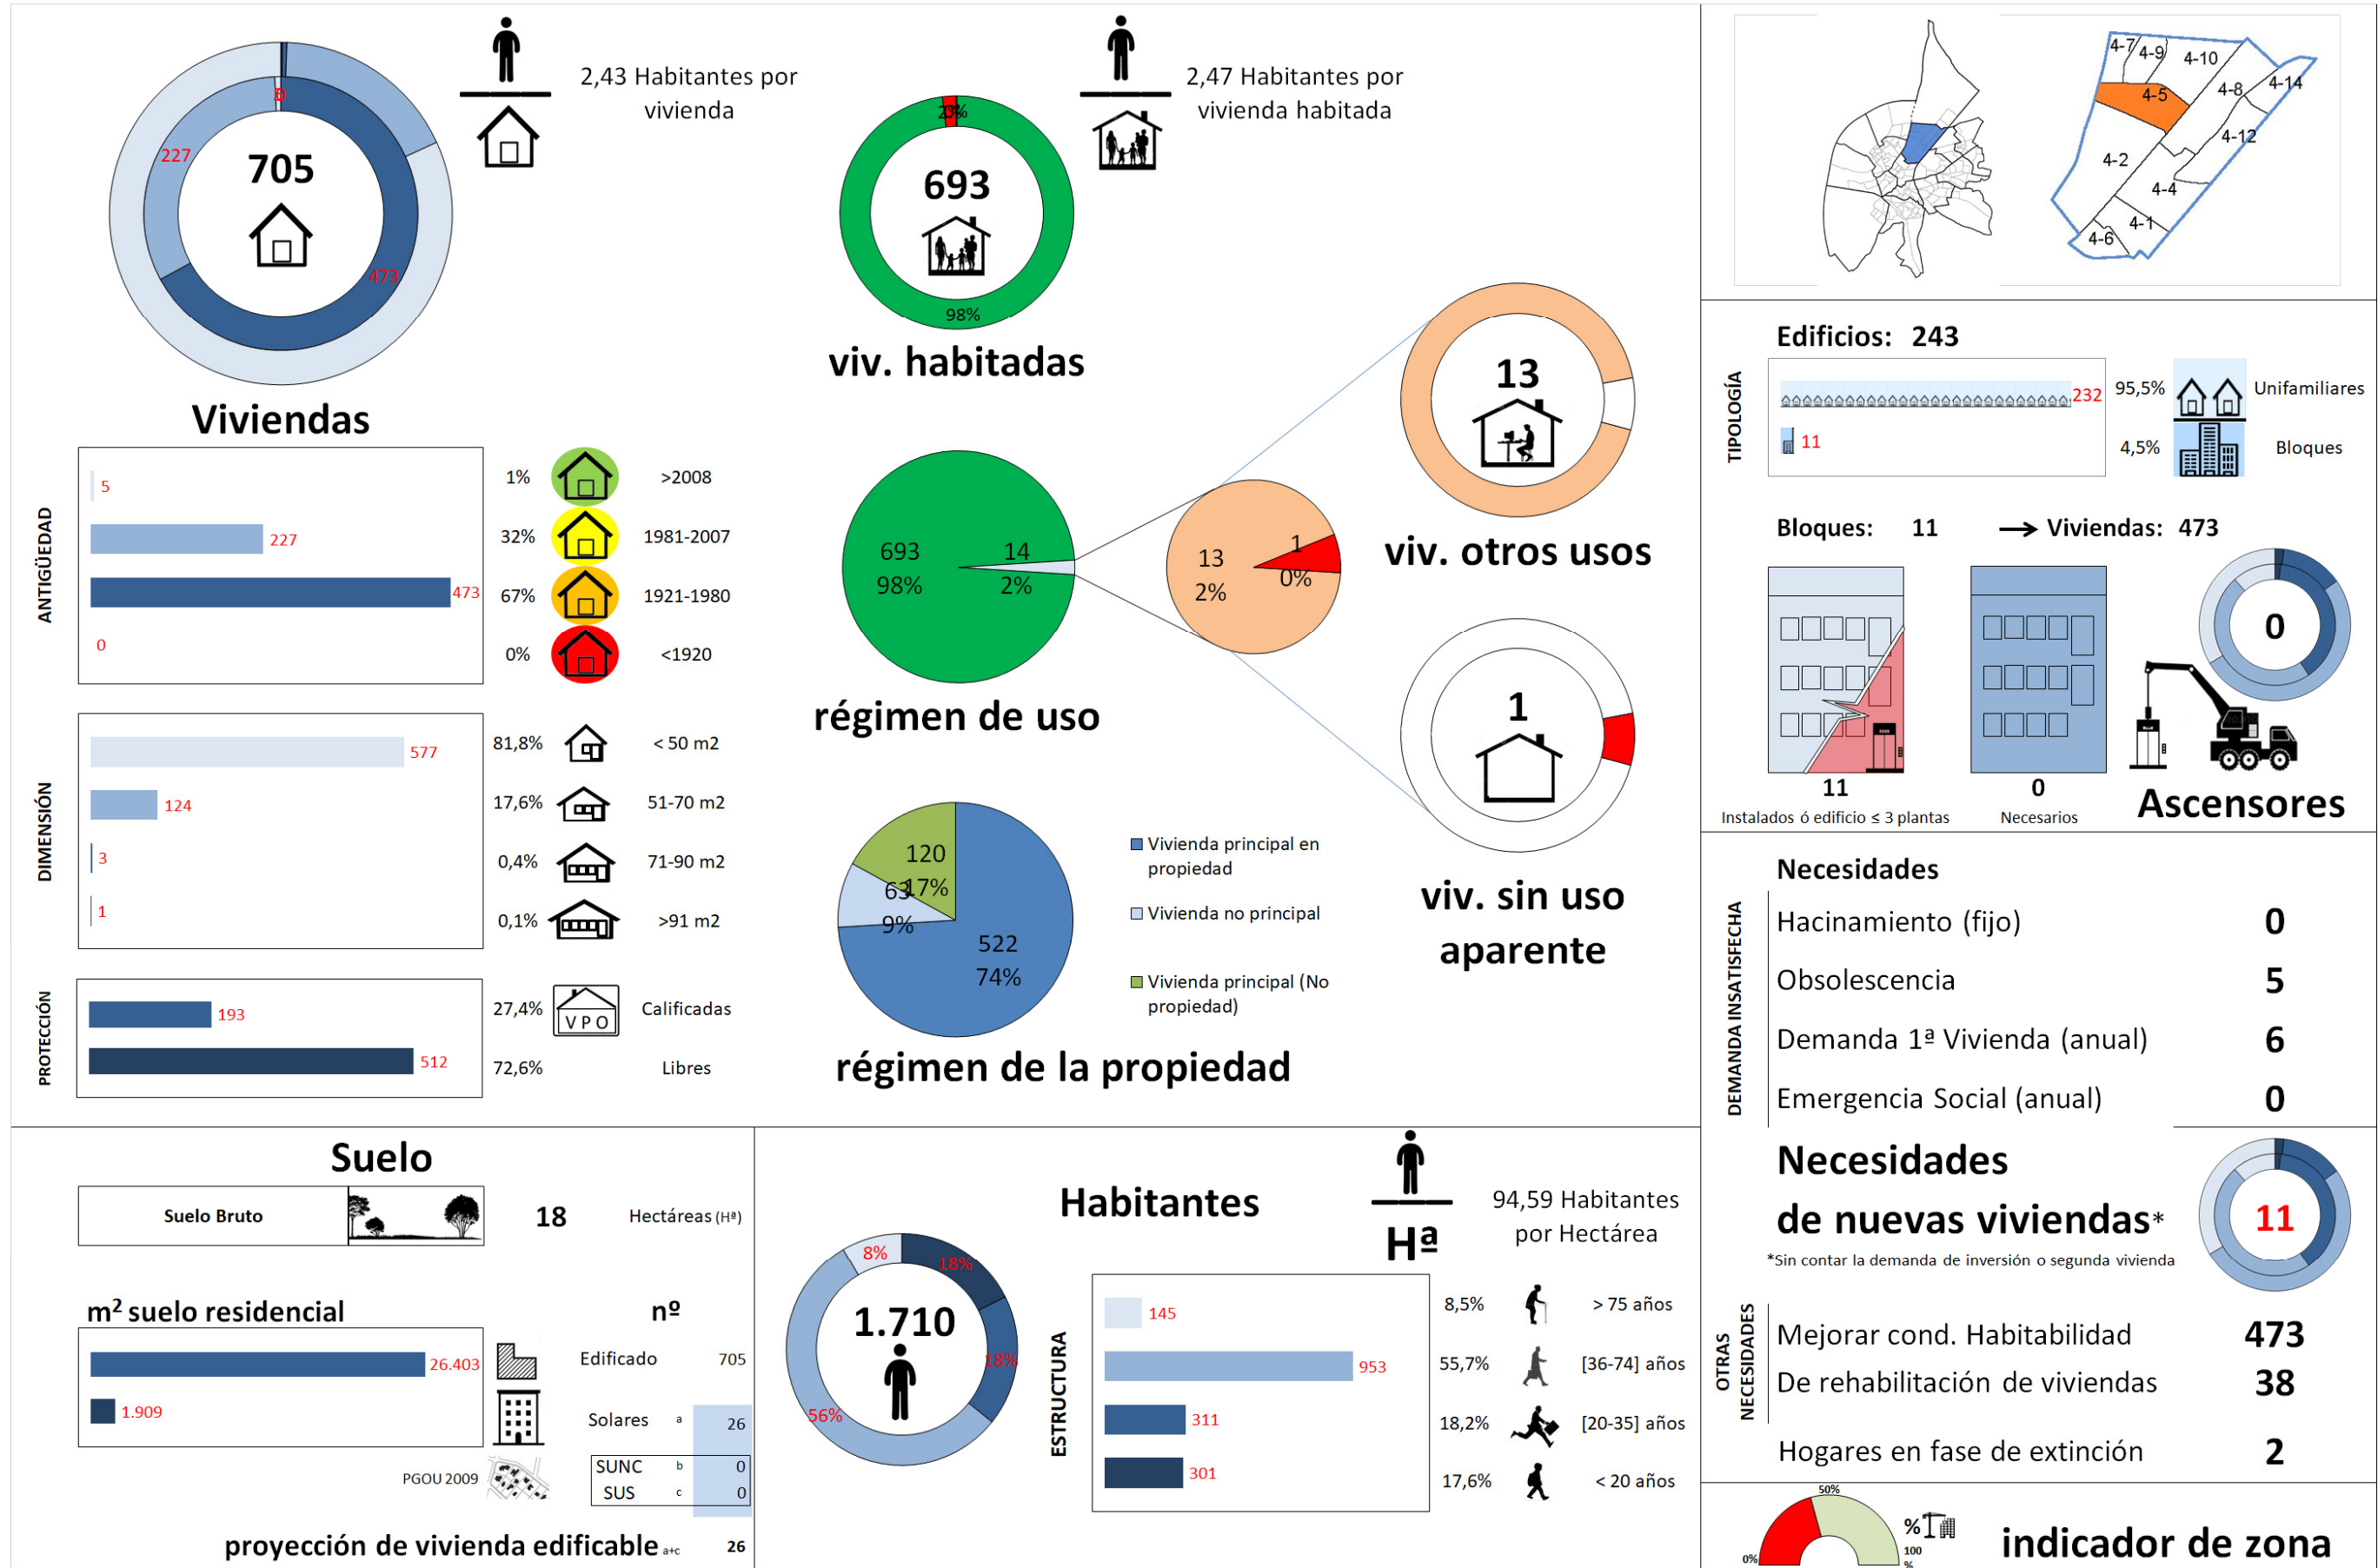 705
227
473
0
2,43 Habitantes por
vivienda
Viviendas
693
98%
viv. habitadas
2,47 Habitantes por
vivienda habitada
ANTIGÜEDAD
5
1%
>2008
227
32%
1981-2007
473
67%
1921-1980
0
0%
<1920
DIMENSIÓN
577
81,8%
< 50 m2
124
17,6%
51-70 m2
3
0,4%
71-90 m2
1
0,1%
>91 m2
PROTECCIÓN
193
27,4%
VPO
Calificadas
512
72,6%
Libres
693
98%
14
2%
13
2%
1
0%
régimen de uso
13
viv. otros usos
1
viv. sin uso
aparente
120
17%
63
9%
522
74%
Vivienda principal en
propiedad
Vivienda no principal
Vivienda principal (No
propiedad)
régimen de la propiedad
4-7
4-9
4-10
4-5
4-8
4-14
4-12
4-2
4-4
4-1
4-6
TIPOLOGÍA
Edificios: 243
232
95,5%
Unifamiliares
11
4,5%
Bloques
Bloques: 11 → Viviendas: 473
0
11
Instalados ó edificio ≤ 3 plantas
0
Necesarios
Ascensores
DEMANDA INSATISFECHA
Necesidades
Hacinamiento (fijo) 0
Obsolescencia 5
Demanda 1ª Vivienda (anual) 6
Emergencia Social (anual) 0
Necesidades
de nuevas viviendas*
11
*Sin contar la demanda de inversión o segunda vivienda
OTRAS
NECESIDADES
Mejorar cond. Habitabilidad 473
De rehabilitación de viviendas 38
Hogares en fase de extinción 2
0%
50%
100
%
%
indicador de zona
Suelo
Suelo Bruto
18 Hectáreas (Hª)
m² suelo residencial
nº
26.403
Edificado 705
1.909
Solares a 26
PGOU 2009
SUNC b 0
SUS c 0
proyección de vivienda edificable a+c 26
Habitantes
Hª
94,59 Habitantes
por Hectárea
1.710
8%
18%
18%
56%
ESTRUCTURA
145
8,5%
> 75 años
953
55,7%
[36-74] años
311
18,2%
[20-35] años
301
17,6%
< 20 años